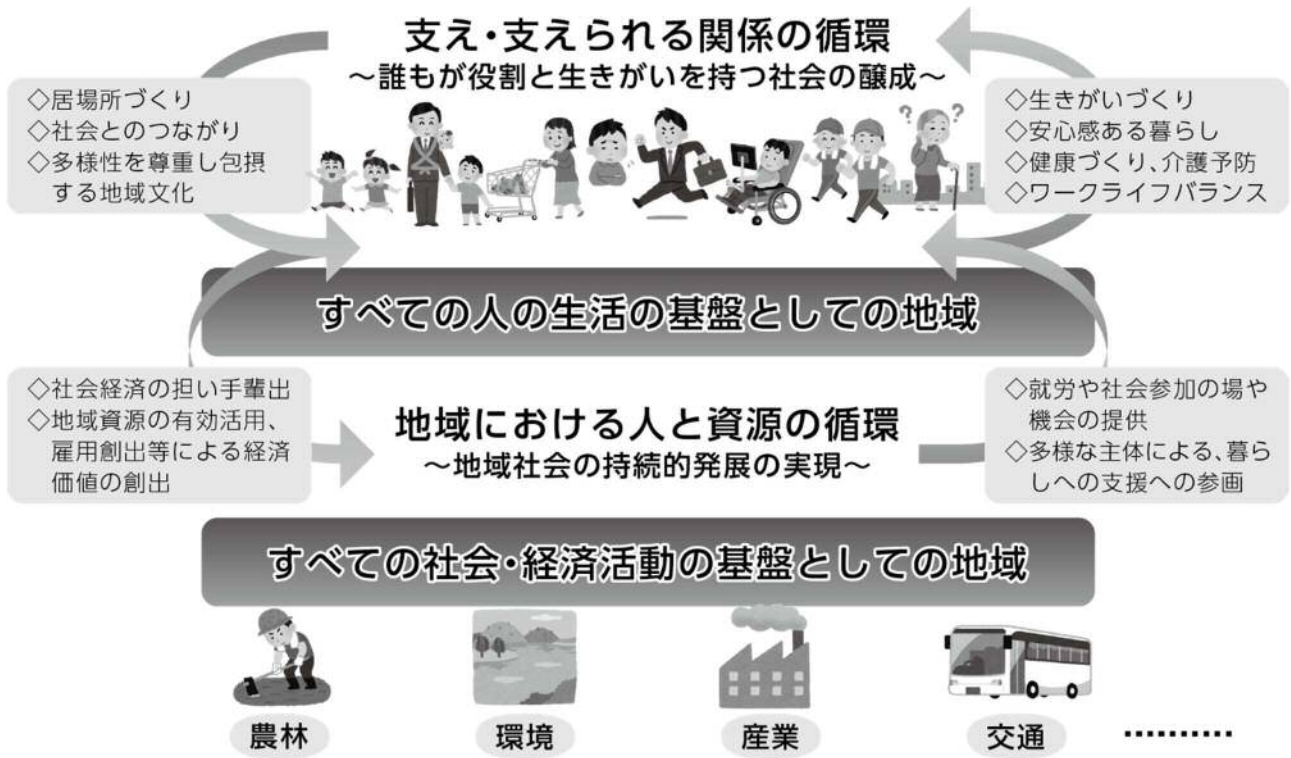 支え・支えられる関係の循環
～誰もが役割と生きがいを持つ社会の醸成～
◇居場所づくり
◇社会とのつながり
◇多様性を尊重し包摂
する地域文化
◇生きがいづくり
◇安心感ある暮らし
◇健康づくり、介護予防
◇ワークライフバランス
? ?
すべての人の生活の基盤としての地域
◇社会経済の担い手輩出
◇地域資源の有効活用、
雇用創出等による経済
価値の創出
地域における人と資源の循環
～地域社会の持続的発展の実現～
◇就労や社会参加の場や
機会の提供
◇多様な主体による、暮ら
しへの支援への参画
すべての社会・経済活動の基盤としての地域
農林
環境
産業
交通
⋯⋯⋯⋯